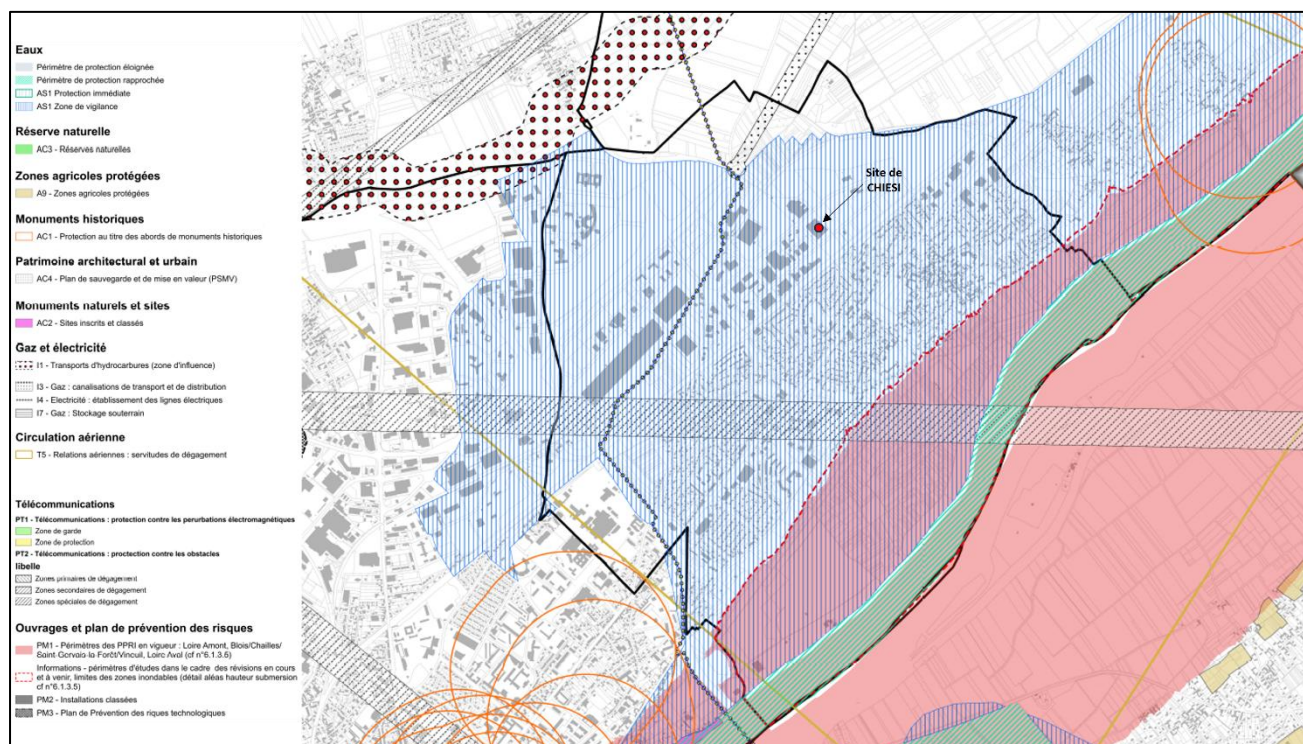 Eaux
Périmètre de protection éloignée
Périmètre de protection rapprochée
AS1 Protection immédiate
AS1 Zone de vigilance
Réserve naturelle
AC3 - Réserves naturelles
Zones agricoles protégées
A9 - Zones agricoles protégées
Monuments historiques
AC1 - Protection au titre des abords de monuments historiques
Patrimoine architectural et urbain
AC4 - Plan de sauvegarde et de mise en valeur (PSMV)
Monuments naturels et sites
AC2 - Sites inscrits et classés
Gaz et électricité
I1 - Transports d'hydrocarbures (zone d'influence)
I3 - Gaz : canalisations de transport et de distribution
I4 - Electricité : établissement des lignes électriques
I7 - Gaz : Stockage souterrain
Circulation aérienne
T5 - Relations aériennes : servitudes de dégagement
Télécommunications
PT1 - Télécommunications : protection contre les perurbations électromagnétiques
Zone de garde
Zone de protection
PT2 - Télécommunications : proctection contre les obstacles
libelle
Zones primaires de dégagement
Zones secondaires de dégagement
Zones spéciales de dégagement
Ouvrages et plan de prévention des risques
PM1 - Périmètres des PPRI en vigueur : Loire Amont, Blois/Chailles/
Saint-Gervais-la-Forêt/Vineuil, Loire Aval (cf n°6.1.3.5)
Informations - périmètres d'études dans le cadre des révisions en cours
et à venir, limites des zones inondables (détail aléas hauteur submersion
cf n°6.1.3.5)
PM2 - Installations classées
PM3 - Plan de Prévention des riques technologiques
Site de
CHIESI